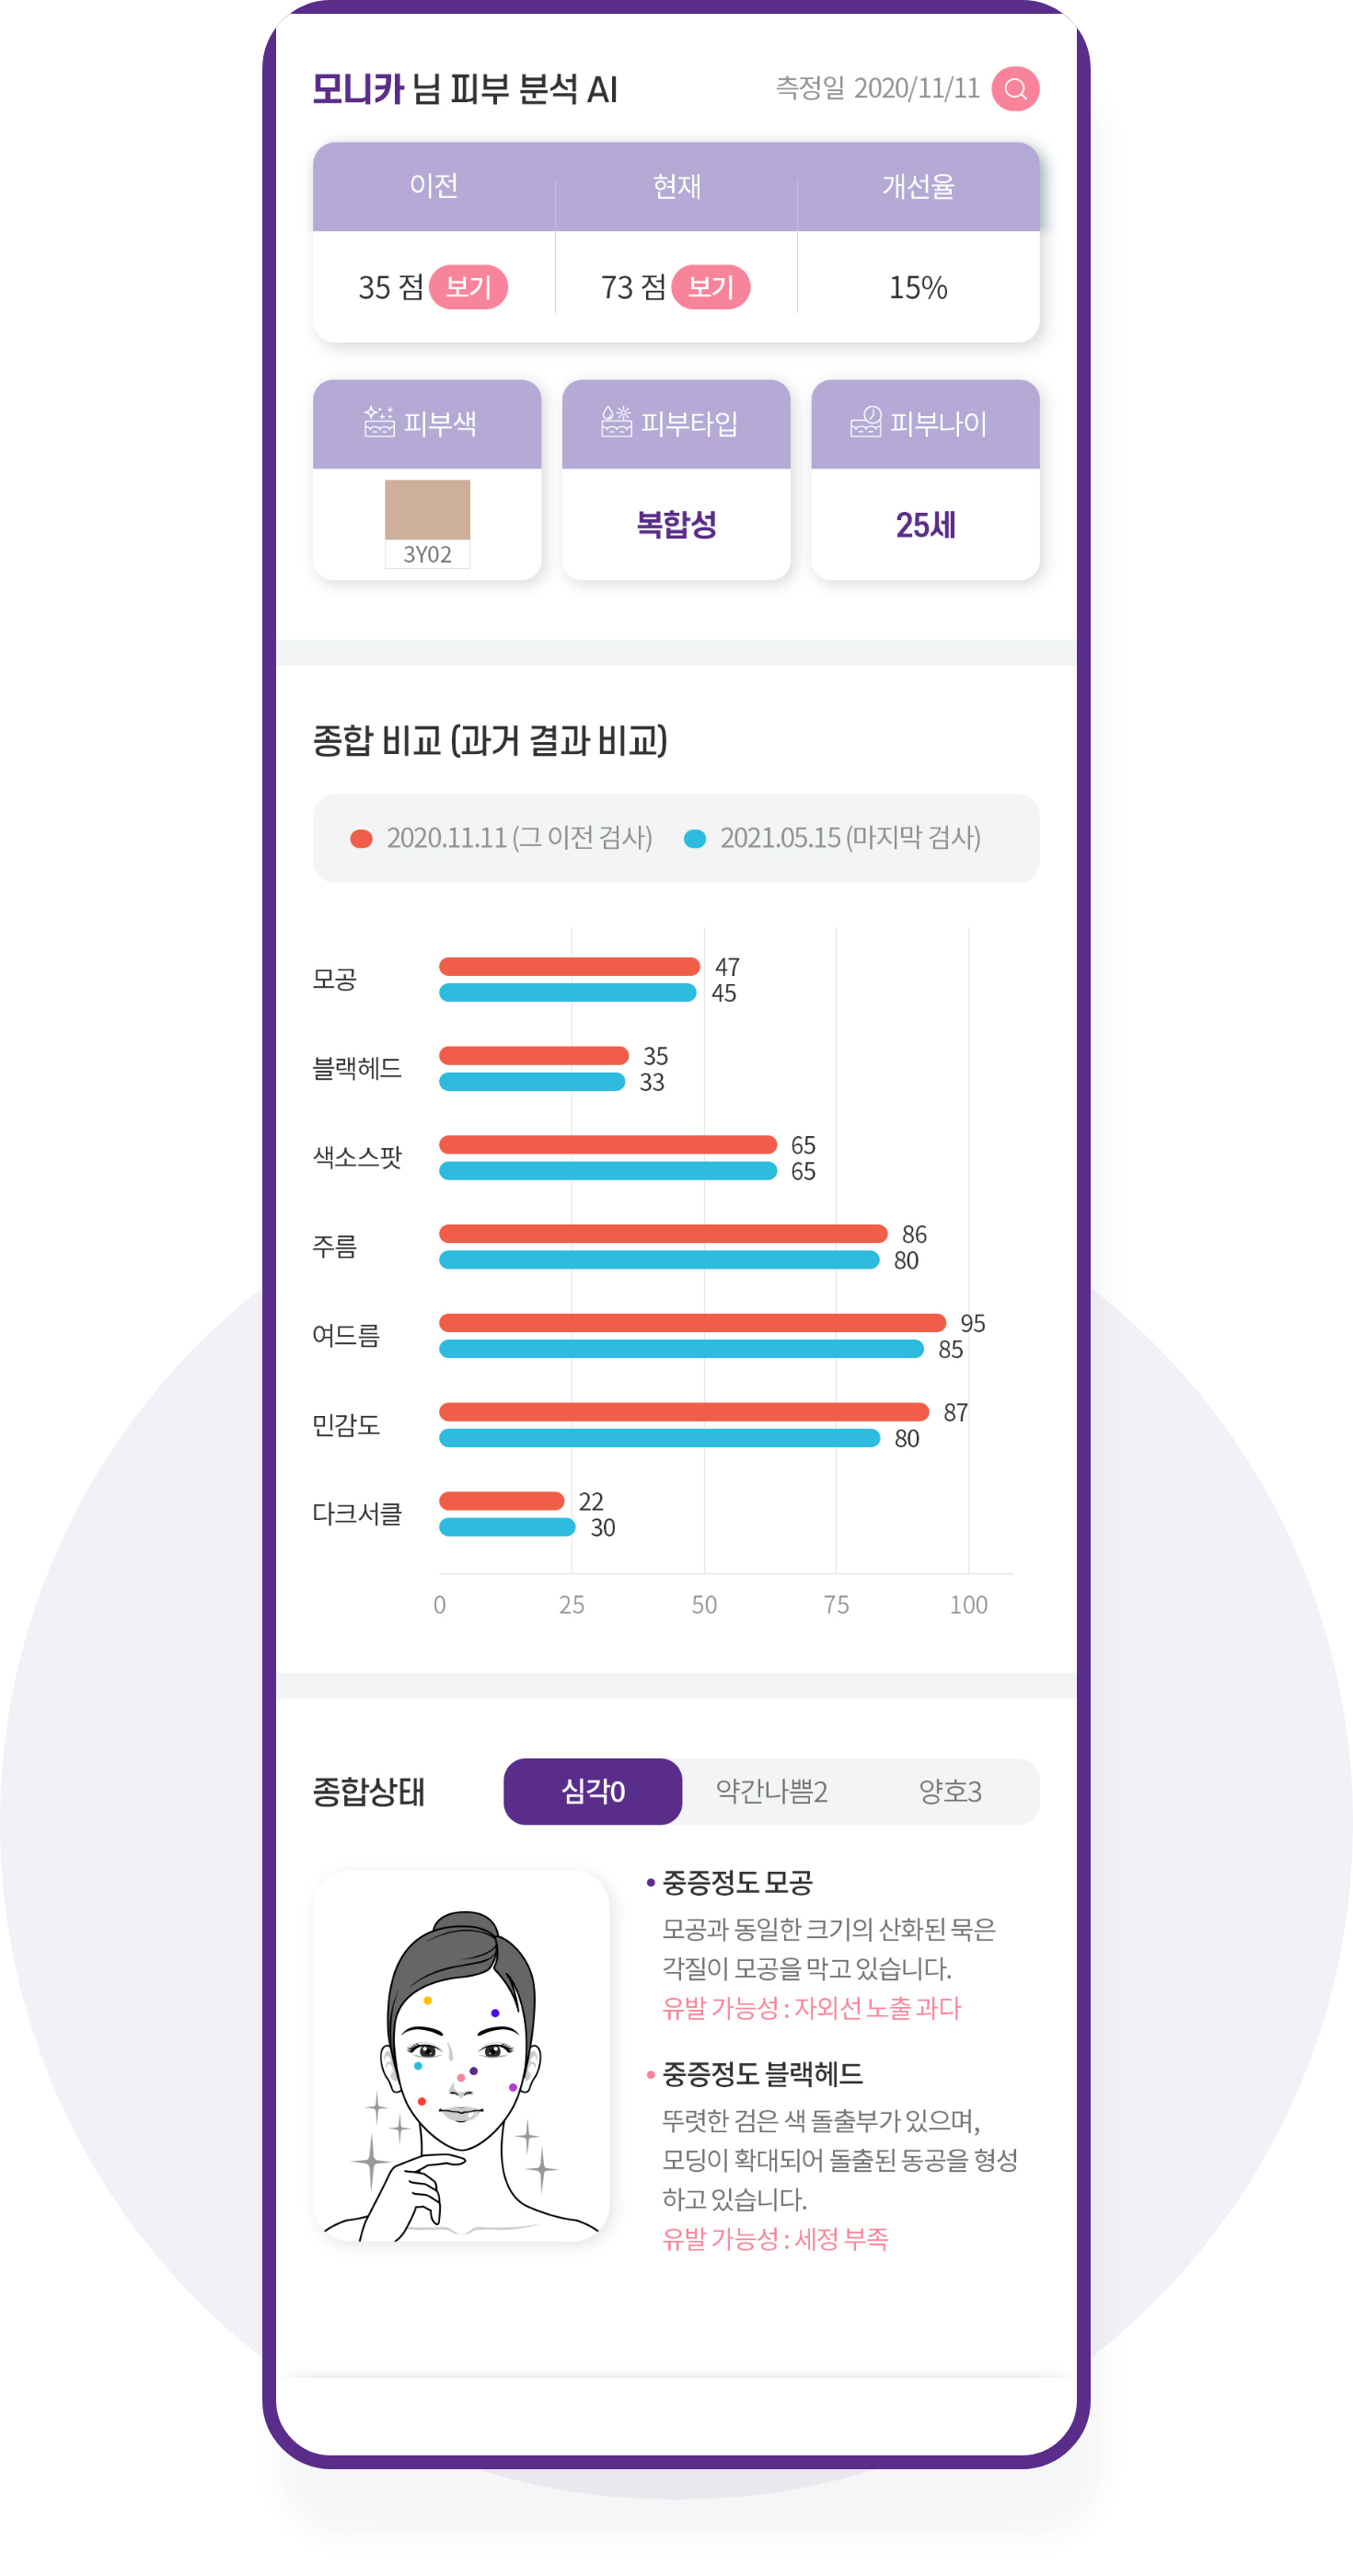 모니카 님 피부 분석 AI
측정일 2020/11/11
이전 현재 개선율
35 점 보기 73 점 보기 15%
피부색 피부타입 피부나이
3Y02 복합성 25세
종합 비교 (과거 결과 비교)
2020.11.11 (그 이전 검사) 2021.05.15 (마지막 검사)
모공 47
45
블랙헤드 35
33
색소스팟 65
65
주름 86
80
여드름 95
85
민감도 87
80
다크서클 22
30
0 25 50 75 100
종합상태 심각0 약간나쁨2 양호3
중증정도 모공
모공과 동일한 크기의 산화된 묵은
각질이 모공을 막고 있습니다.
유발 가능성 : 자외선 노출 과다
중증정도 블랙헤드
뚜렷한 검은 색 돌출부가 있으며,
모딩이 확대되어 돌출된 동공을 형성
하고 있습니다.
유발 가능성 : 세정 부족